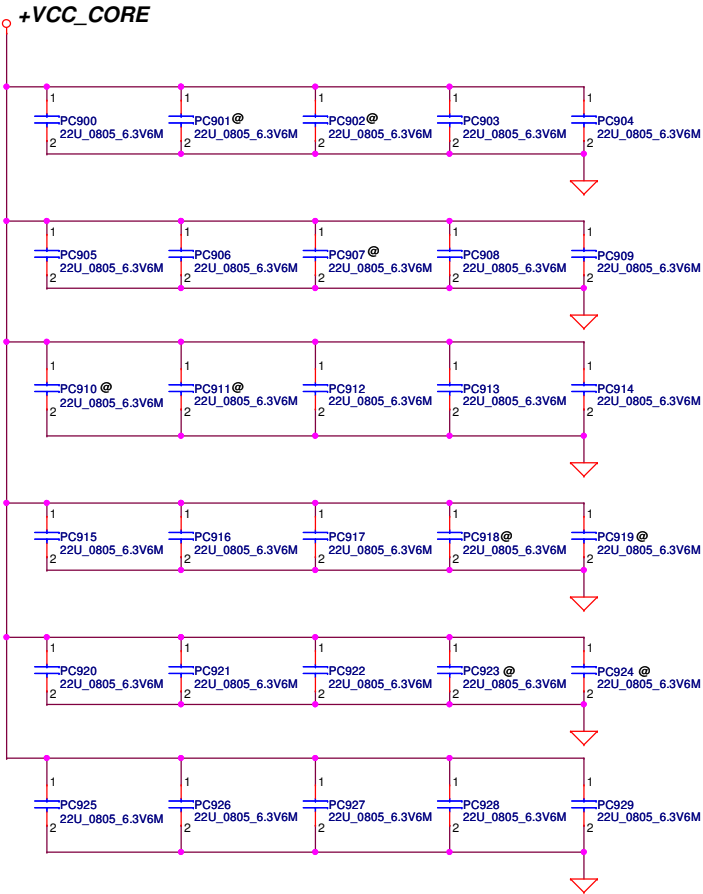 +VCC_CORE
1 1 1 1 1
PC900 PC901@ PC902@ PC903 PC904
22U_0805_6.3V6M 22U_0805_6.3V6M 22U_0805_6.3V6M 22U_0805_6.3V6M 22U_0805_6.3V6M
2 2 2 2 2
1 1 1 1 1
PC905 PC906 PC907@ PC908 PC909
22U_0805_6.3V6M 22U_0805_6.3V6M 22U_0805_6.3V6M 22U_0805_6.3V6M 22U_0805_6.3V6M
2 2 2 2 2
1 1 1 1 1
PC910 @ PC911@ PC912 PC913 PC914
22U_0805_6.3V6M 22U_0805_6.3V6M 22U_0805_6.3V6M 22U_0805_6.3V6M 22U_0805_6.3V6M
2 2 2 2 2
1 1 1 1 1
PC915 PC916 PC917 PC918@ PC919@
22U_0805_6.3V6M 22U_0805_6.3V6M 22U_0805_6.3V6M 22U_0805_6.3V6M 22U_0805_6.3V6M
2 2 2 2 2
1 1 1 1 1
PC920 PC921 PC922 PC923 @ PC924 @
22U_0805_6.3V6M 22U_0805_6.3V6M 22U_0805_6.3V6M 22U_0805_6.3V6M 22U_0805_6.3V6M
2 2 2 2 2
1 1 1 1 1
PC925 PC926 PC927 PC928 PC929
22U_0805_6.3V6M 22U_0805_6.3V6M 22U_0805_6.3V6M 22U_0805_6.3V6M 22U_0805_6.3V6M
2 2 2 2 2